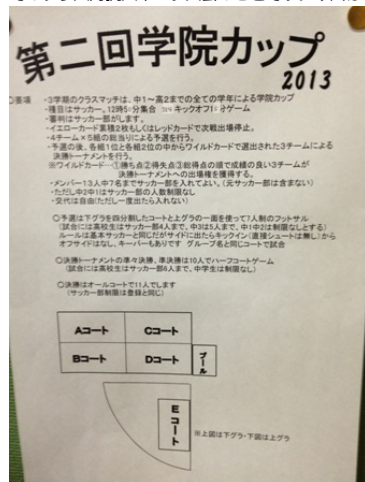 第二回学院カップ
2013
○要項 ・3学期のクラスマッチは、中1～高2までの全ての学年による学院カップ
・種目はサッカー。12時5分集合 キックオフ ゲーム
・審判はサッカー部がします。
・イエローカード累積2枚もしくはレッドカードで次戦出場停止。
・4チーム×5組の総当りによる予選を行う。
・予選の後、各組1位と各組2位の中からワイルドカードで選出された3チームによる
決勝トーナメントを行う。
※ワイルドカード…①勝ち点②得失点③総得点の順で成績の良い3チームが
決勝トーナメントへの出場権を獲得する。
・メンバー13人中7名までサッカー部を入れてよい。(元サッカー部は含まない)
・ただし中2中1はサッカー部の人数制限なし
・交代は自由(ただし一度出たら入れない)
○予選は下グラを四分割したコートと上グラの一面を使って7人制のフットサル
(試合には高校生はサッカー部4人まで、中3は5人まで、中1中2は制限なしとする)
ルールは基本サッカーと同じだがサイドに出たらキックイン(直接シュートは無し)から
オフサイドはなし、キーパーもありです グループ名と同じコートで試合
○決勝トーナメントの準々決勝、準決勝は10人でハーフコートゲーム
(試合には高校生はサッカー部6人まで、中学生は制限なし)
○決勝はオールコートで11人でします
(サッカー部制限は登録と同じ)
Aコート Cコート
Bコート Dコート プール
Eコート
※上図は下グラ・下図は上グラ